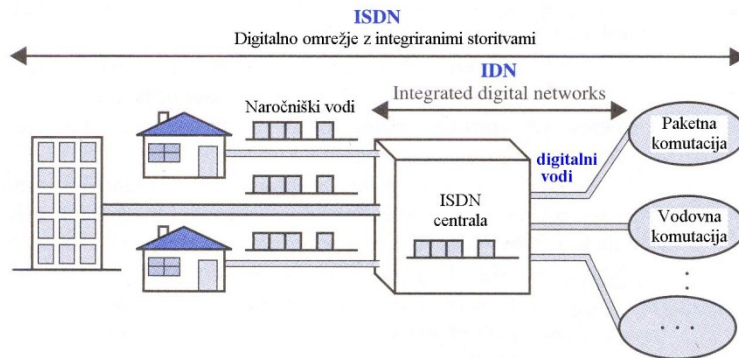 ISDN
Digitalno omrežje z integriranimi storitvami
IDN
Integrated digital networks
Naročniški vodi
digitalni
vodi
ISDN
centrala
Paketna
komutacija
Vodovna
komutacija